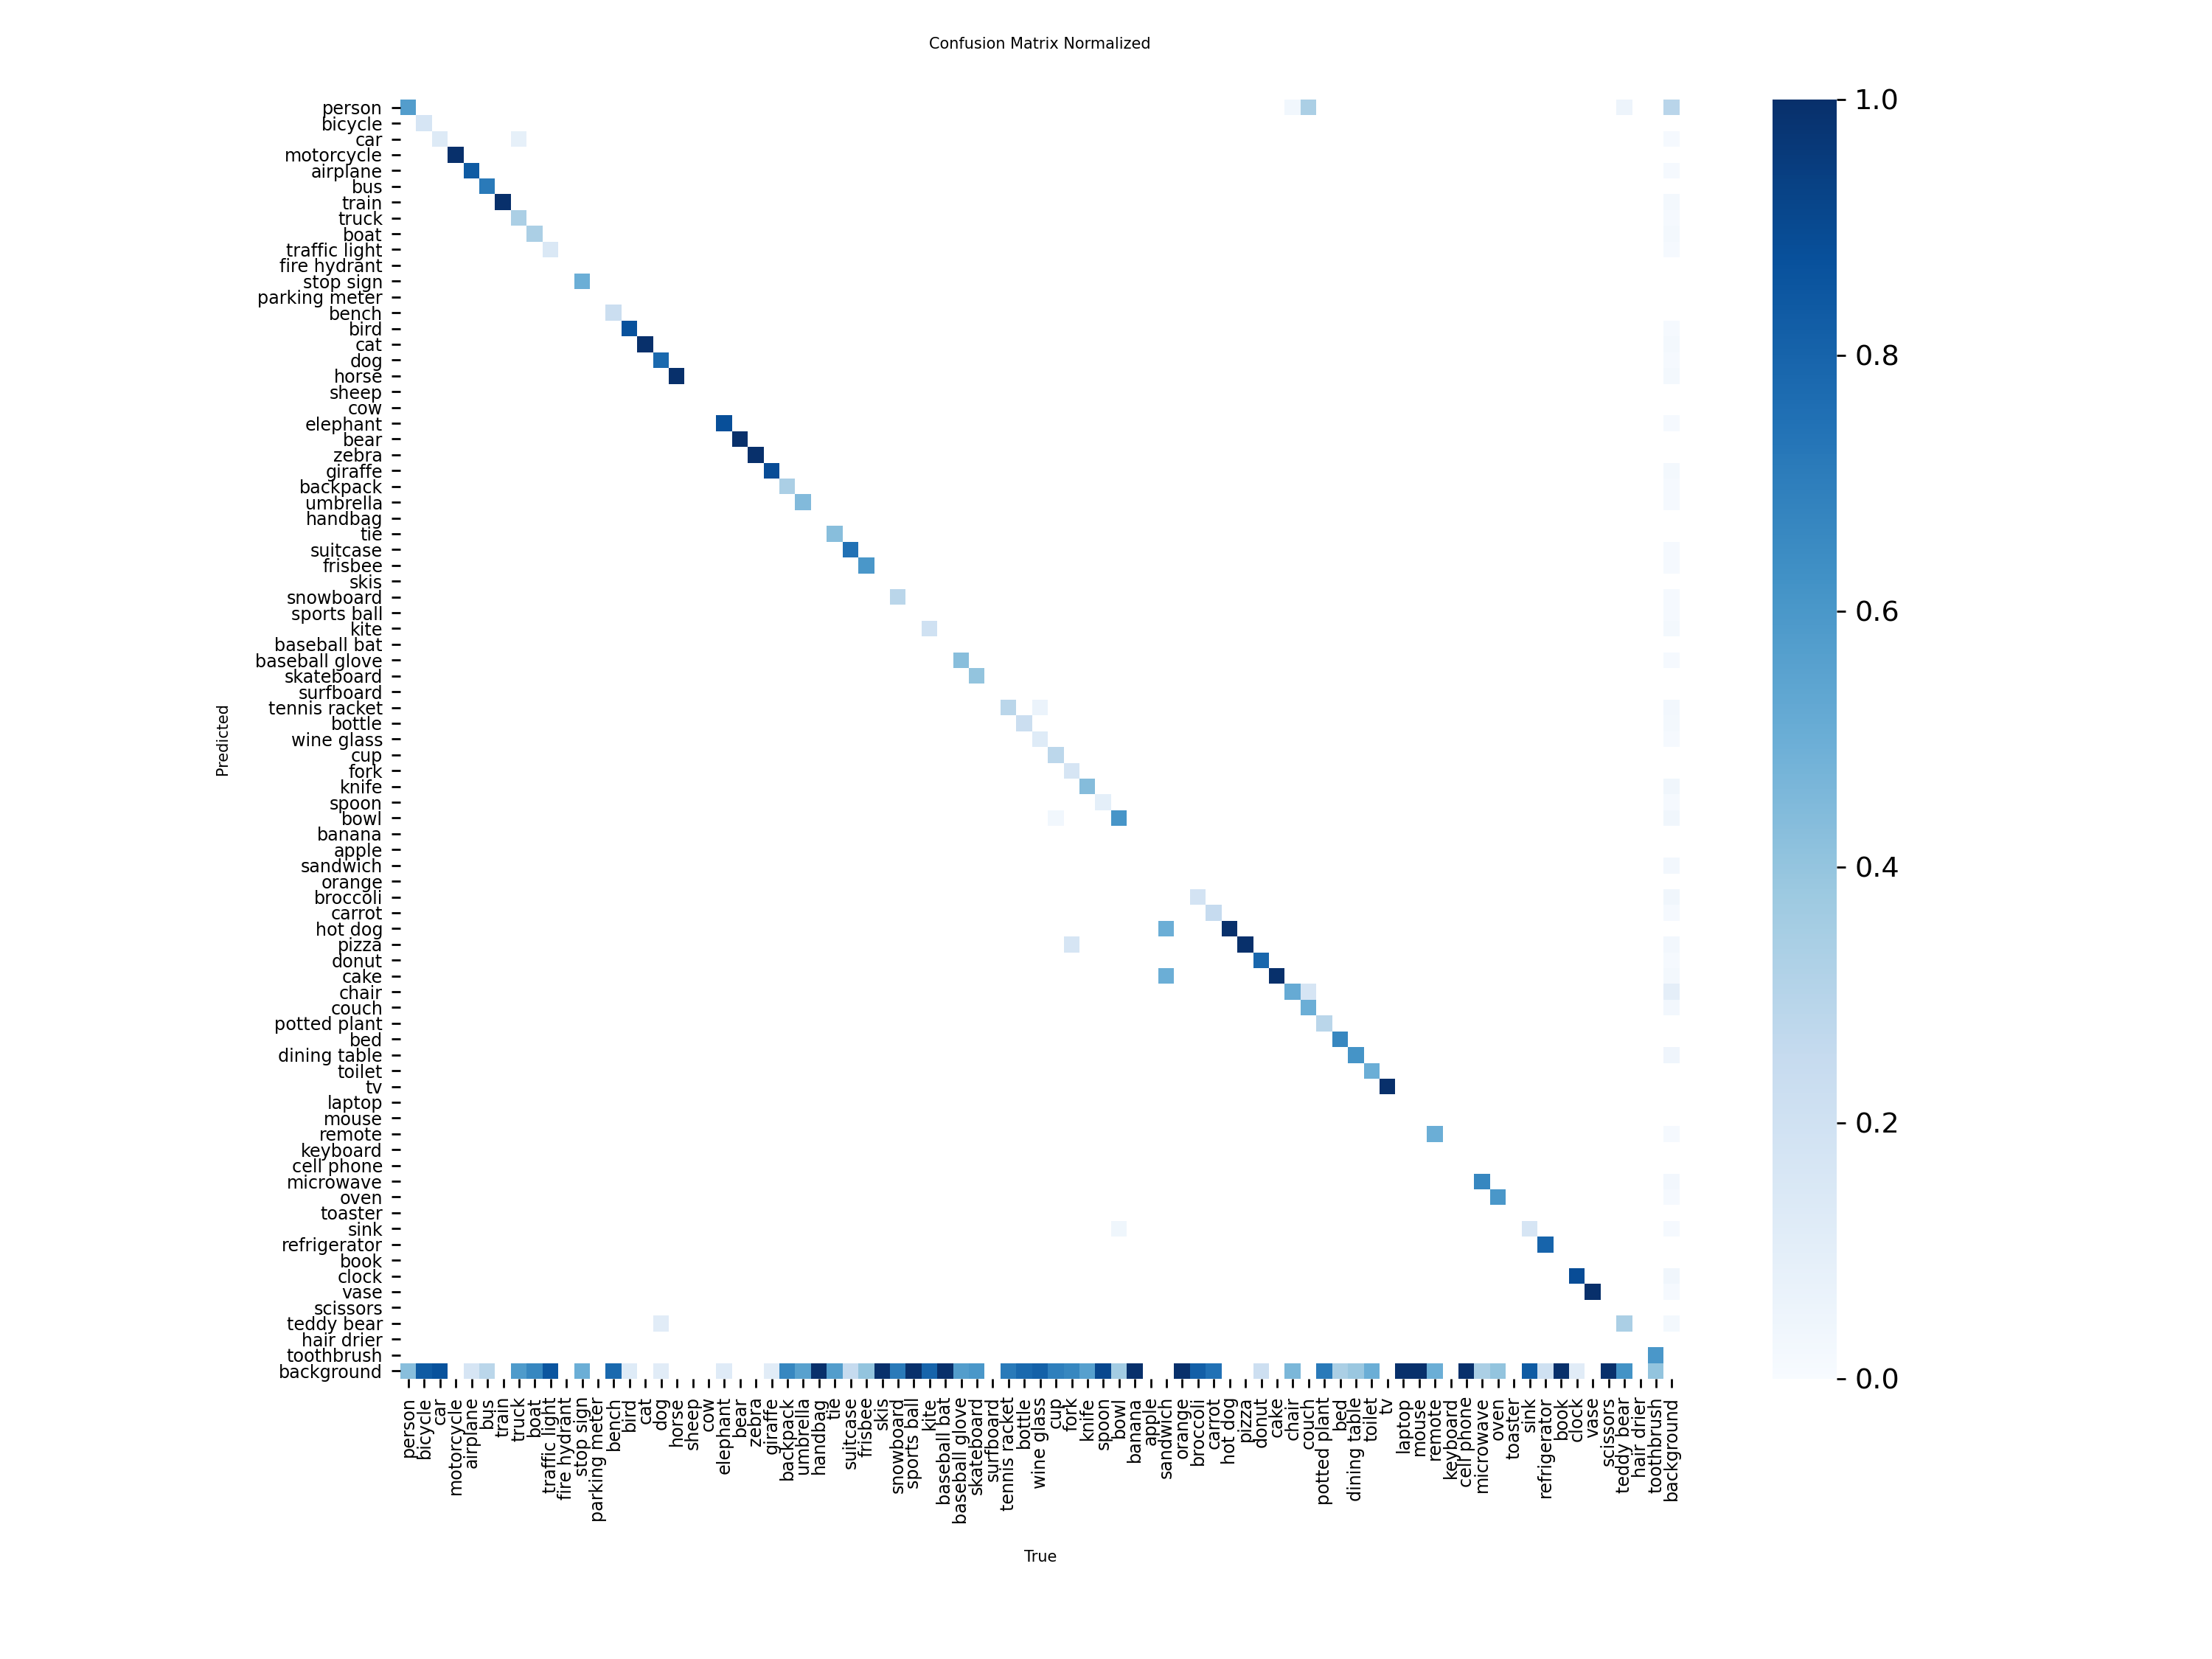 Confusion Matrix Normalized
person
bicycle
car
motorcycle
airplane
bus
train
truck
boat
traffic light
fire hydrant
stop sign
parking meter
bench
bird
cat
dog
horse
sheep
cow
elephant
bear
zebra
giraffe
backpack
umbrella
handbag
tie
suitcase
frisbee
skis
snowboard
sports ball
kite
baseball bat
baseball glove
skateboard
surfboard
tennis racket
bottle
wine glass
cup
fork
knife
spoon
bowl
banana
apple
sandwich
orange
broccoli
carrot
hot dog
pizza
donut
cake
chair
couch
potted plant
bed
dining table
toilet
tv
laptop
mouse
remote
keyboard
cell phone
microwave
oven
toaster
sink
refrigerator
book
clock
vase
scissors
teddy bear
hair drier
toothbrush
background
Predicted
person
bicycle
car
motorcycle
airplane
bus
train
truck
boat
traffic light
fire hydrant
stop sign
parking meter
bench
bird
cat
dog
horse
sheep
cow
elephant
bear
zebra
giraffe
backpack
umbrella
handbag
tie
suitcase
frisbee
skis
snowboard
sports ball
kite
baseball bat
baseball glove
skateboard
surfboard
tennis racket
bottle
wine glass
cup
fork
knife
spoon
bowl
banana
apple
sandwich
orange
broccoli
carrot
hot dog
pizza
donut
cake
chair
couch
potted plant
bed
dining table
toilet
tv
laptop
mouse
remote
keyboard
cell phone
microwave
oven
toaster
sink
refrigerator
book
clock
vase
scissors
teddy bear
hair drier
toothbrush
background
True
1.0
0.8
0.6
0.4
0.2
0.0